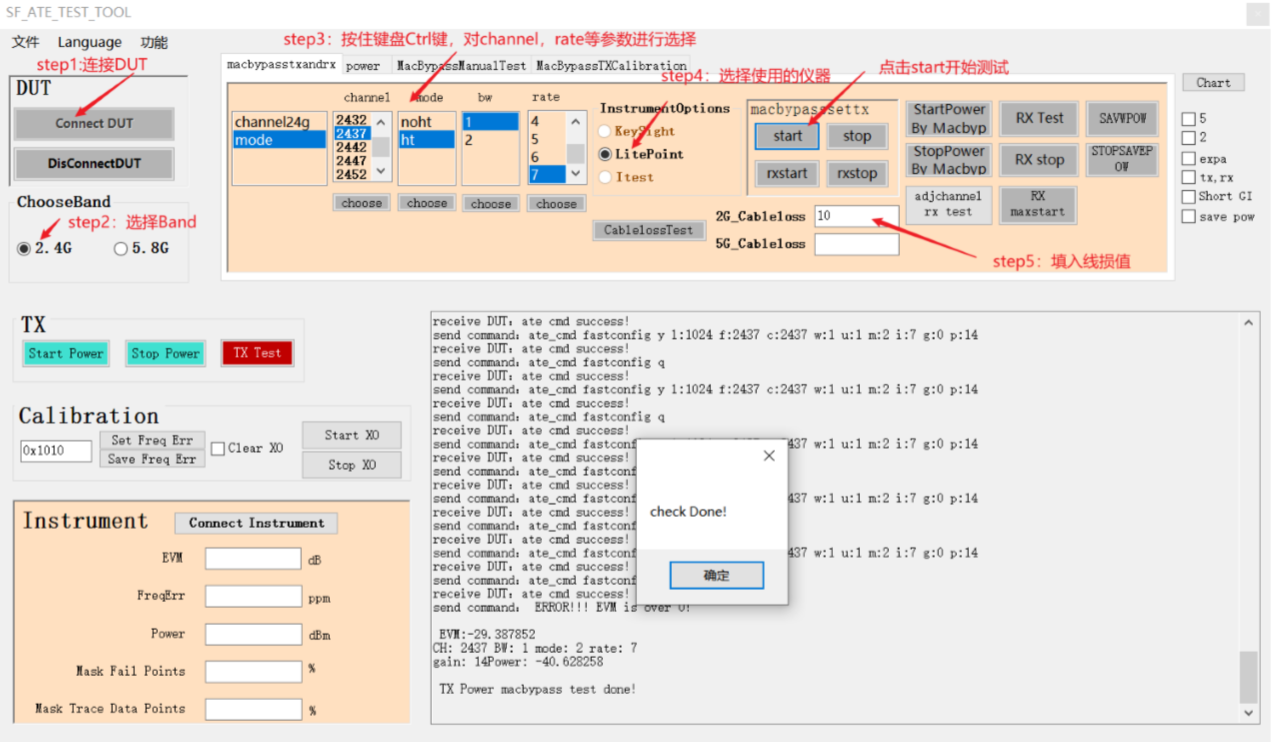 SF_ATE_TEST_TOOL
文件 Language 功能
step1:连接DUT
DUT
Connect DUT
DisConnectDUT
ChooseBand
step2：选择Band
2.4G 5.8G
step3：按住键盘Ctrl键，对channel，rate等参数进行选择
macbypasstxandrx power MacBypassManualTest MacBypassTXCalibration
step4：选择使用的仪器
点击start开始测试
channel24g
mode
channel
2432
2437
2442
2447
2452
choose
mode
noht
ht
choose
bw
1
2
choose
rate
4
5
6
7
choose
InstrumentOptions
KeySight
LitePoint
Itest
CablelossTest
macbypasssettx
start stop
rxstart rxstop
2G_Cableloss 10
5G_Cableloss
step5：填入线损值
StartPower
By Macbyp
RX Test
SAVWPOW
StopPower
By Macbyp
RX stop
STOPSAVEP
OW
adjchannel
rx test
RX
maxstart
Chart
5
2
expa
tx,rx
Short GI
save pow
TX
Start Power Stop Power TX Test
Calibration
0x1010
Set Freq Err
Save Freq Err
Clear XO
Start XO
Stop XO
Instrument
Connect Instrument
EVM dB
FreqErr ppm
Power dBm
Mask Fail Points %
Mask Trace Data Points %
receive DUT: ate cmd success!
send command: ate_cmd fastconfig y l:1024 f:2437 c:2437 w:1 u:1 m:2 i:7 g:0 p:14
receive DUT: ate cmd success!
send command: ate_cmd fastconfig q
receive DUT: ate cmd success!
send command: ate_cmd fastconfig y l:1024 f:2437 c:2437 w:1 u:1 m:2 i:7 g:0 p:14
receive DUT: ate cmd success!
send command: ate_cmd fastconfig q
receive DUT: ate cmd success!
send command: ate_cmd fastconf 437 w:1 u:1 m:2 i:7 g:0 p:14
receive DUT: ate cmd success!
send command: ate_cmd fastconf
receive DUT: ate cmd success!
send command: ate_cmd fastconf 437 w:1 u:1 m:2 i:7 g:0 p:14
receive DUT: ate cmd success!
send command: ate_cmd fastconf
receive DUT: ate cmd success!
send command: ate_cmd fastconf 2437 w:1 u:1 m:2 i:7 g:0 p:14
receive DUT: ate cmd success!
send command: ate_cmd fastconf
receive DUT: ate cmd success!
send command: ERROR!!! EVM is over 0!
EVM:-29.387852
CH: 2437 BW: 1 mode: 2 rate: 7
gain: 14Power: -40.628258
TX Power macbypass test done!
check Done!
确定